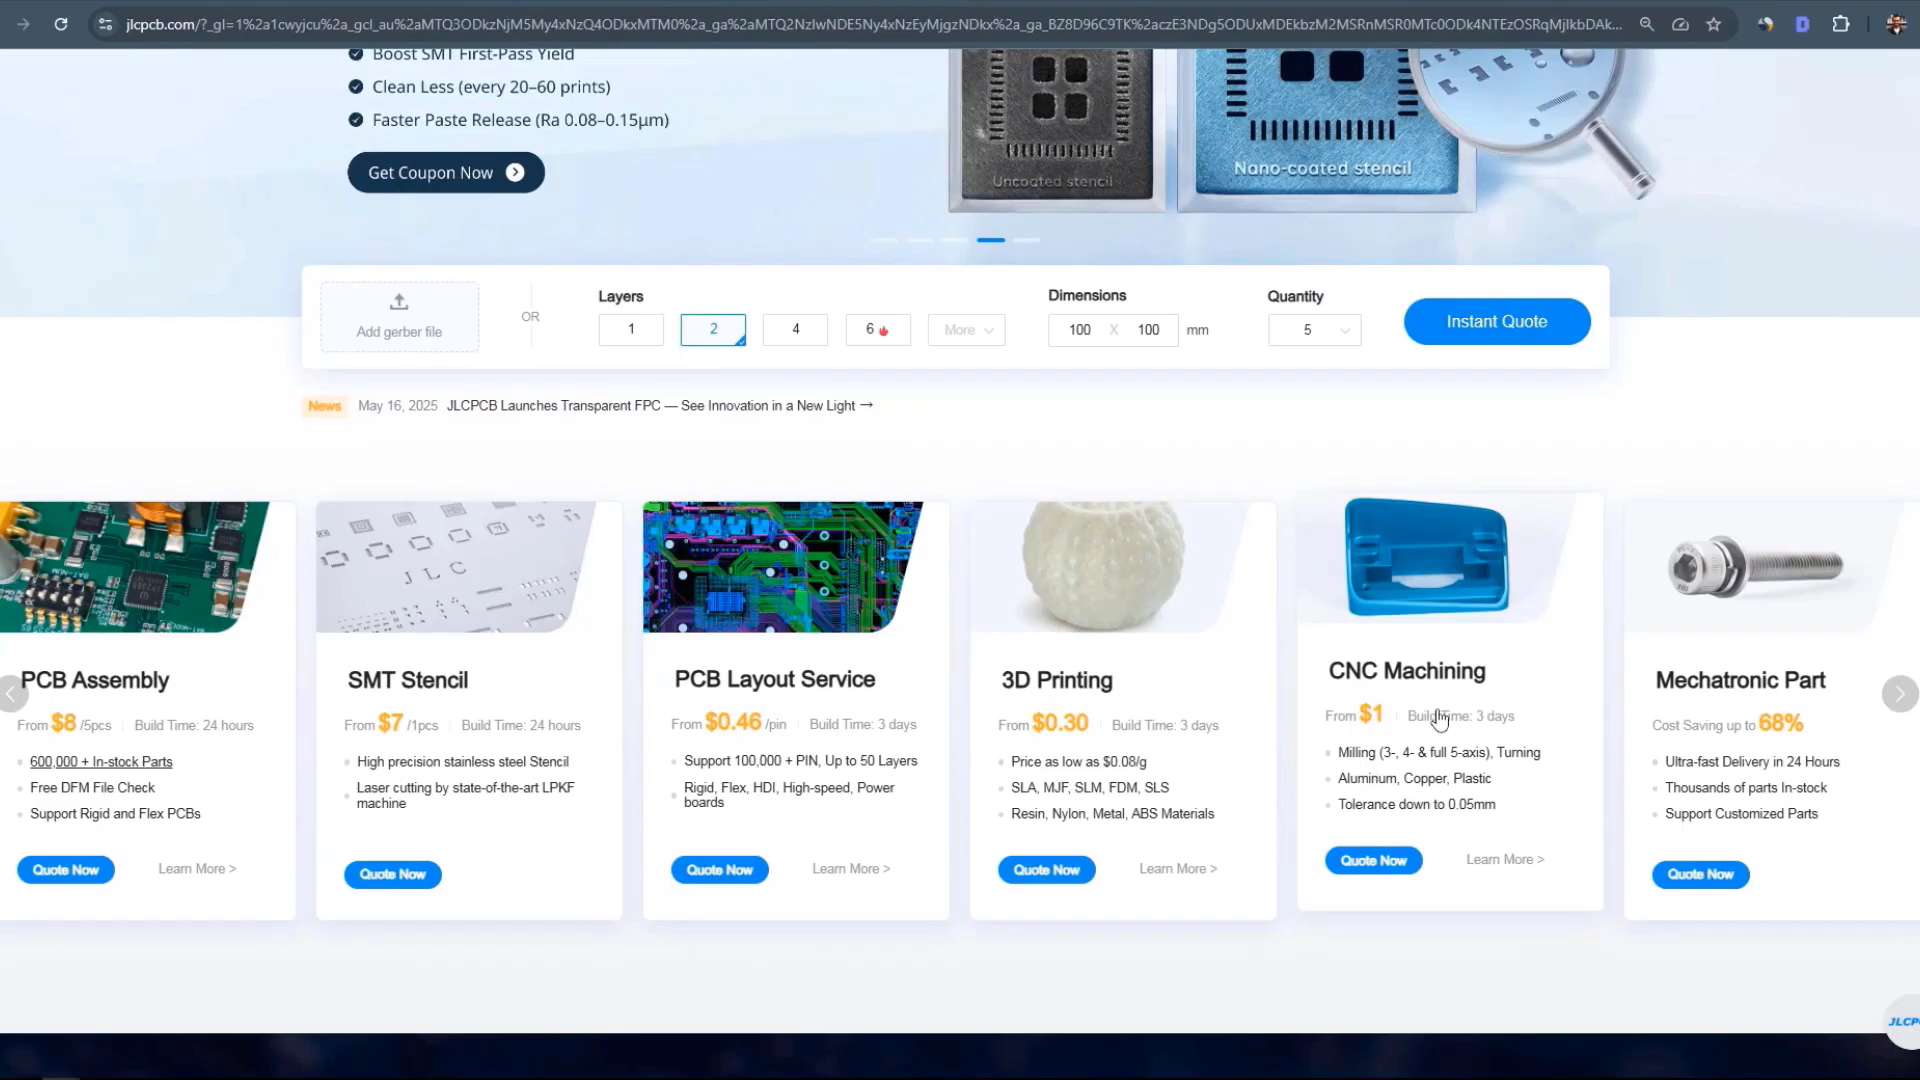 jlcpcb.com/?_gl=1%2a1cwyjcu%2a_gcl_au%2aMTQ3ODkzNjM5My4xNzQ4ODkxMTM0%2a_ga%2aMTQ2NzIwNDE5Ny4xNzEyMjgzNDkx%2a_ga_BZ8D96C9TK%2aczE3NDg5ODUxMDEkbzM2MSRnMSR0MTc0ODk4NTEzOSRqMjIkbDAk...
Boost SMT First-Pass Yield
Clean Less (every 20–60 prints)
Faster Paste Release (Ra 0.08–0.15µm)
Get Coupon Now
Uncoated stencil
Nano-coated stencil
Add gerber file
OR
Layers
1
2
4
6
More
Dimensions
100 X 100 mm
Quantity
5
Instant Quote
News May 16, 2025 JLCPCB Launches Transparent FPC — See Innovation in a New Light →
PCB Assembly
From $8 /5pcs Build Time: 24 hours
600,000 + In-stock Parts
Free DFM File Check
Support Rigid and Flex PCBs
Quote Now Learn More >
J L C
SMT Stencil
From $7 /1pcs Build Time: 24 hours
High precision stainless steel Stencil
Laser cutting by state-of-the-art LPKF
machine
Quote Now
PCB Layout Service
From $0.46 /pin Build Time: 3 days
Support 100,000 + PIN, Up to 50 Layers
Rigid, Flex, HDI, High-speed, Power
boards
Quote Now Learn More >
3D Printing
From $0.30 Build Time: 3 days
Price as low as $0.08/g
SLA, MJF, SLM, FDM, SLS
Resin, Nylon, Metal, ABS Materials
Quote Now Learn More >
CNC Machining
From $1 Build Time: 3 days
Milling (3-, 4- & full 5-axis), Turning
Aluminum, Copper, Plastic
Tolerance down to 0.05mm
Quote Now Learn More >
Mechatronic Part
Cost Saving up to 68%
Ultra-fast Delivery in 24 Hours
Thousands of parts In-stock
Support Customized Parts
Quote Now